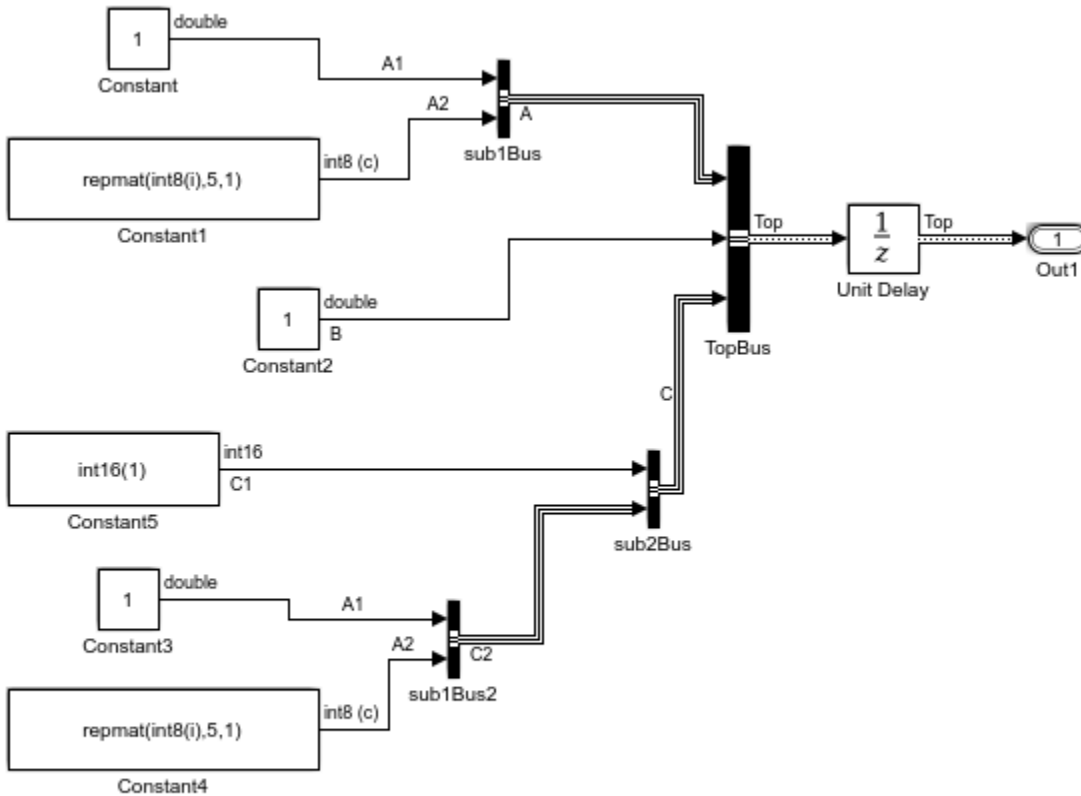 1
double
Constant
A1
A2
A
sub1Bus
repmat(int8(i),5,1)
int8 (c)
Constant1
1
double
B
Constant2
Top
TopBus
1
z
Unit Delay
Top
1
Out1
C
int16(1)
int16
C1
Constant5
sub2Bus
1
double
Constant3
A1
A2
C2
sub1Bus2
repmat(int8(i),5,1)
int8 (c)
Constant4